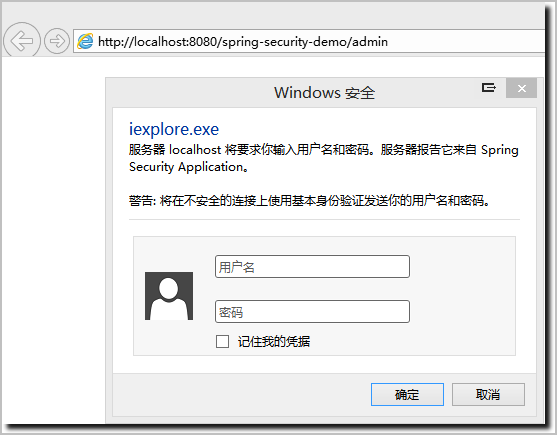 http://localhost:8080/spring-security-demo/admin
Windows 安全
iexplore.exe
服务器 localhost 将要求你输入用户名和密码。服务器报告它来自 Spring
Security Application。
警告: 将在不安全的连接上使用基本身份验证发送你的用户名和密码。
用户名
密码
记住我的凭据
确定
取消